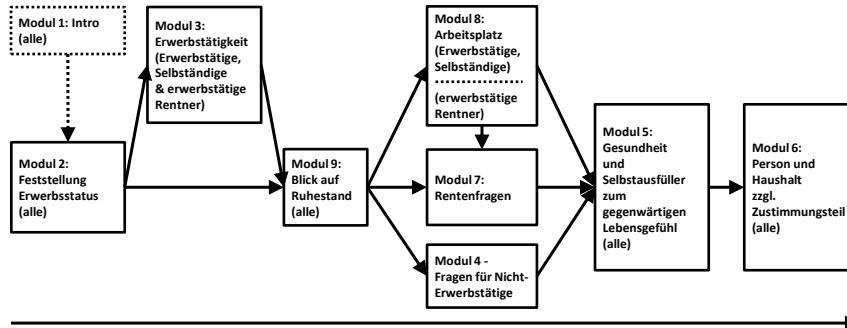 Modul 1: Intro
(alle)
Modul 2:
Feststellung
Erwerbsstatus
(alle)
Modul 3:
Erwerbstätigkeit
(Erwerbstätige,
Selbständige
& erwerbstätige
Rentner)
Modul 9:
Blick auf
Ruhestand
(alle)
Modul 8:
Arbeitsplatz
(Erwerbstätige,
Selbständige)
(erwerbstätige
Rentner)
Modul 7:
Rentenfragen
Modul 4 -
Fragen für Nicht-
Erwerbstätige
Modul 5:
Gesundheit
und
Selbstausfüller
zum
gegenwärtigen
Lebensgefühl
(alle)
Modul 6:
Person und
Haushalt
zzgl.
Zustimmungsteil
(alle)